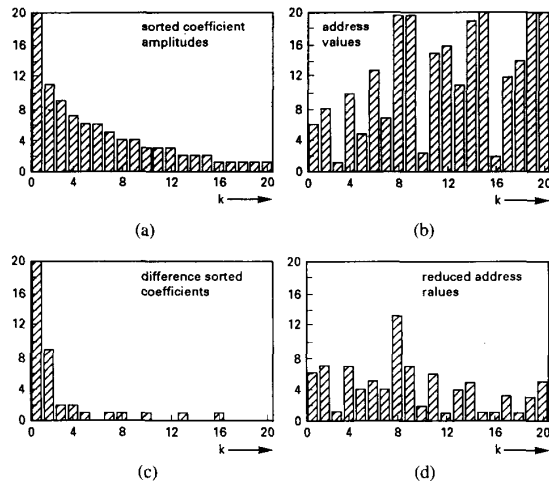 20
16
12
8
4
0
sorted coefficient
amplitudes
0 4 8 12 16 20
k
(a)
20
16
12
8
4
0
address
values
0 4 8 12 16 20
k
(b)
20
16
12
8
4
0
difference sorted
coefficients
0 4 8 12 16 20
k
(c)
20
16
12
8
4
0
reduced address
ralues
0 4 8 12 16 20
k
(d)